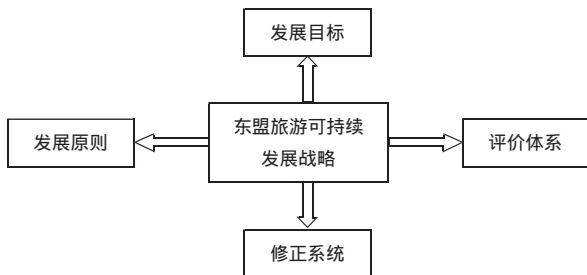 发展目标
发展原则
东盟旅游可持续
发展战略
评价体系
修正系统